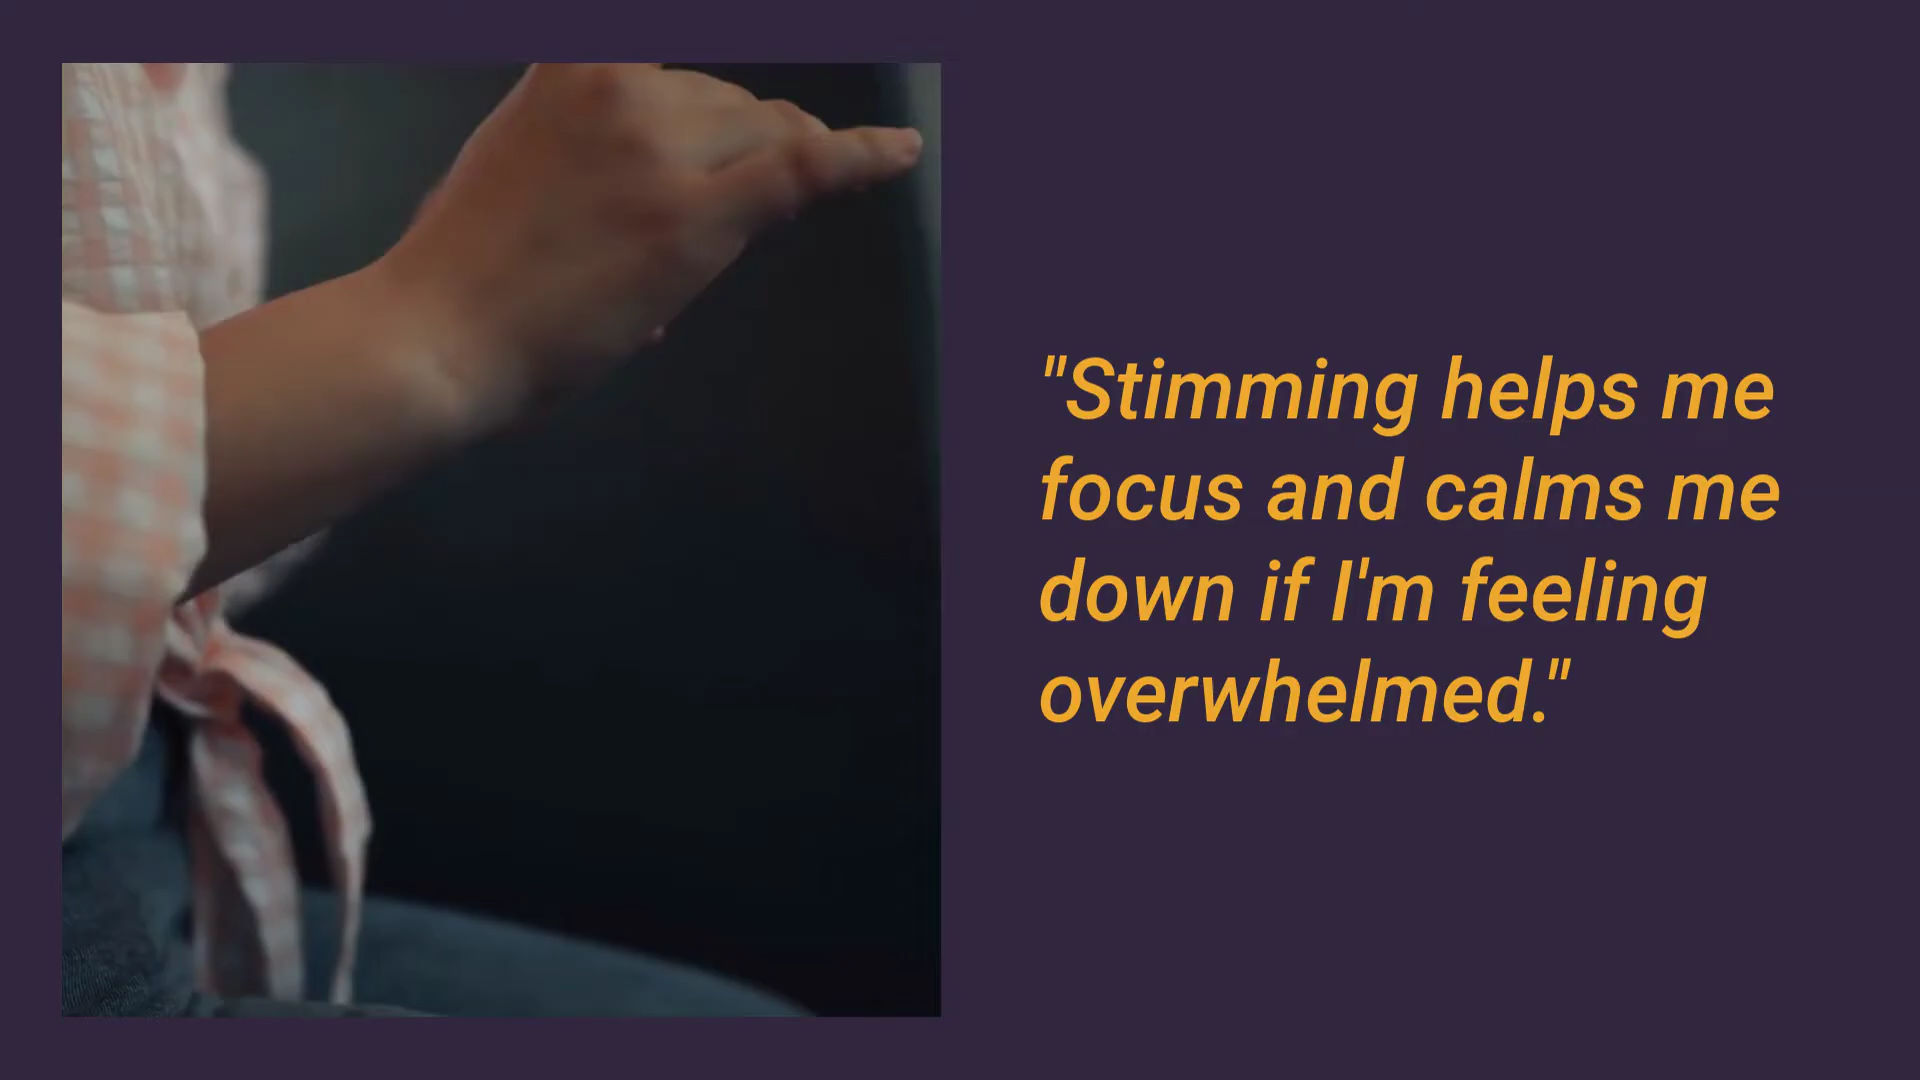 "Stimming helps me
focus and calms me
down if I'm feeling
overwhelmed."